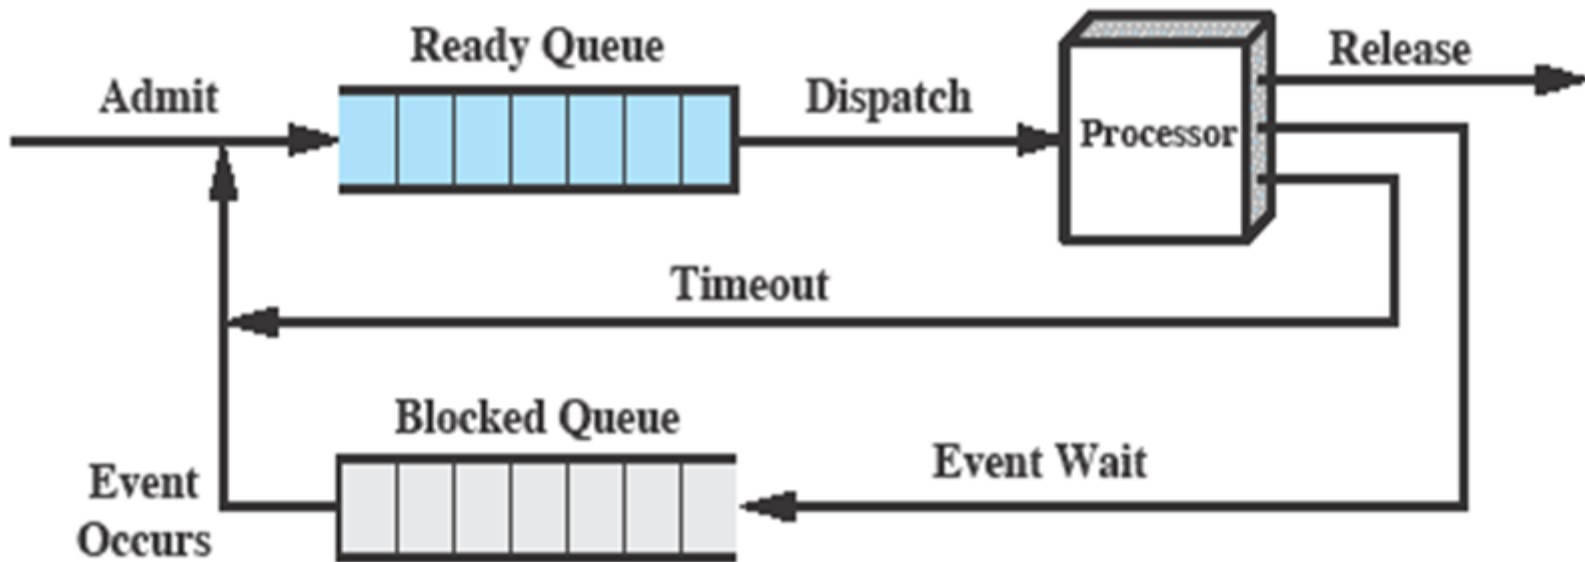 Ready Queue
Release
Admit
Dispatch
Processor
Timeout
Blocked Queue
Event Wait
Event
Occurs